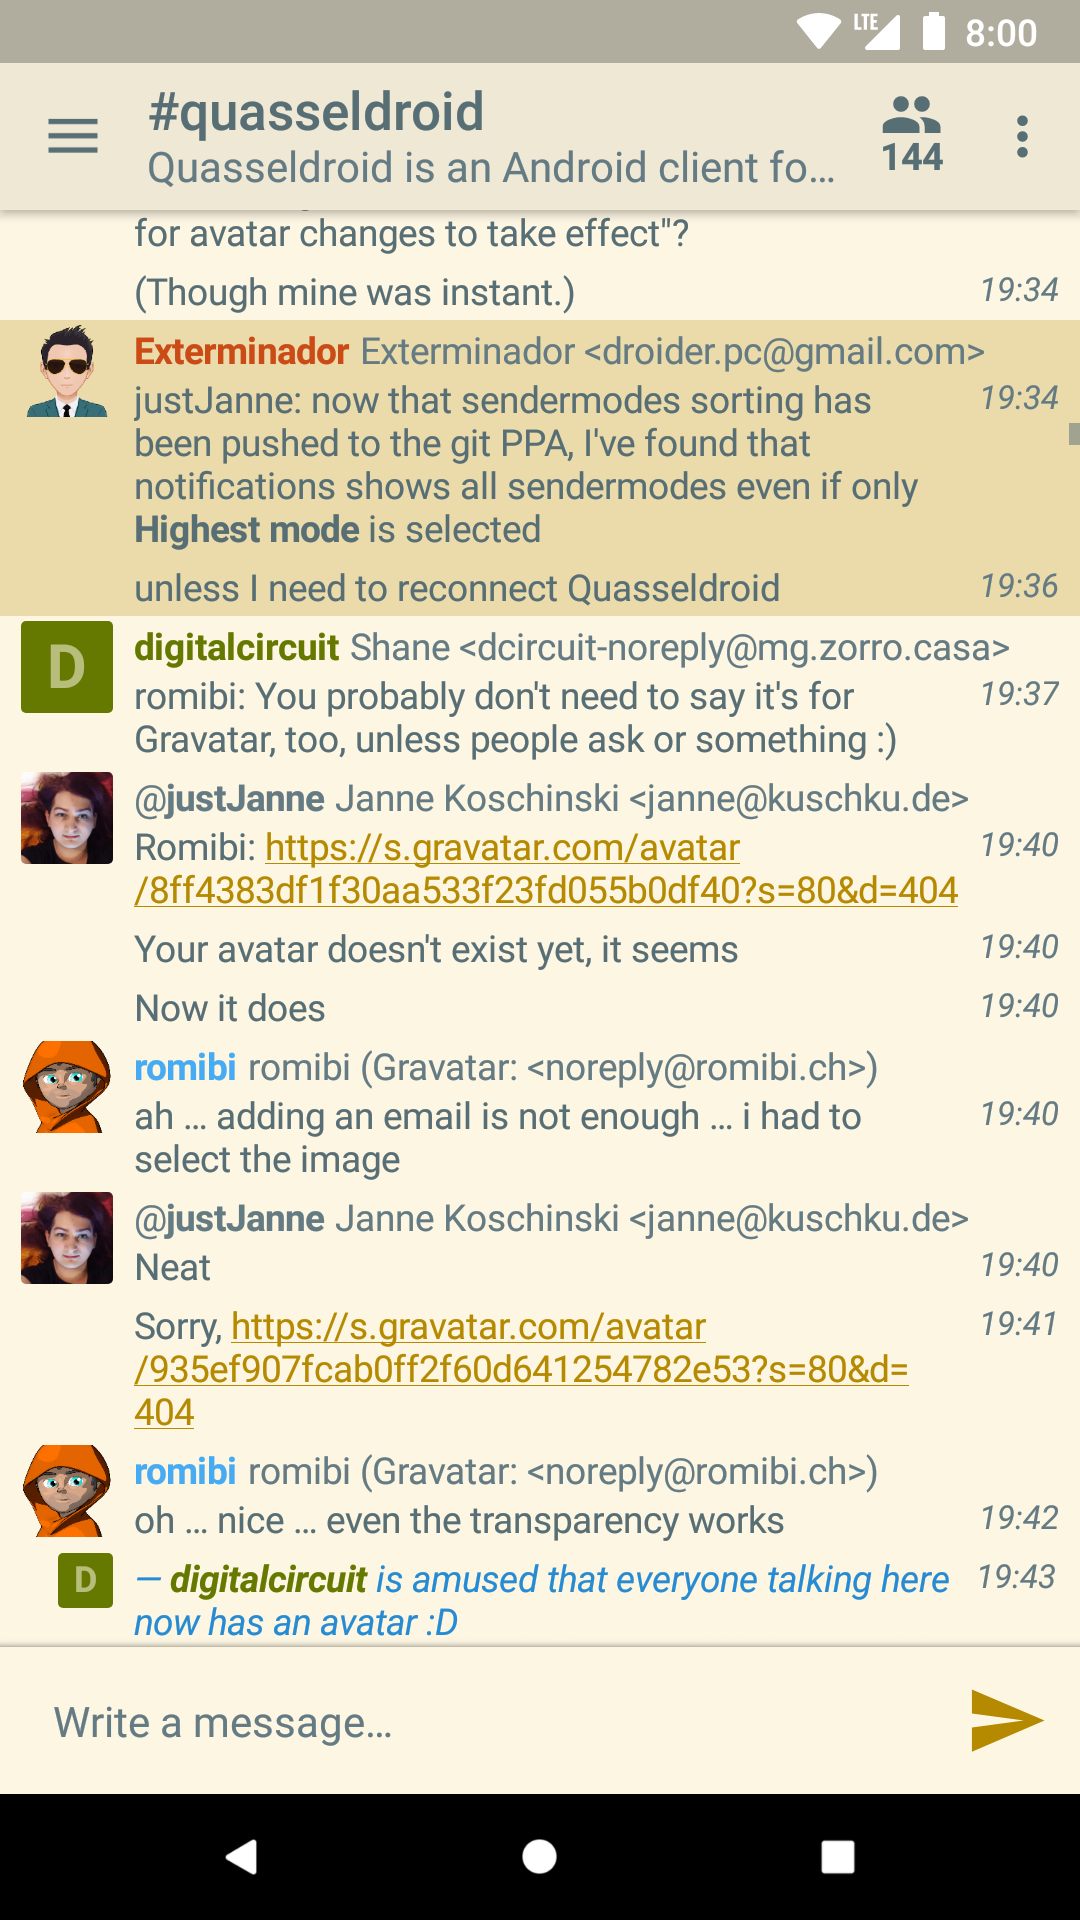 LTE 8:00
#quasseldroid
Quasseldroid is an Android client fo…
144
for avatar changes to take effect"?
(Though mine was instant.) 19:34
Exterminador Exterminador <droider.pc@gmail.com>
justJanne: now that sendermodes sorting has 19:34
been pushed to the git PPA, I've found that
notifications shows all sendermodes even if only
Highest mode is selected
unless I need to reconnect Quasseldroid 19:36
D digitalcircuit Shane <dcircuit-noreply@mg.zorro.casa>
romibi: You probably don't need to say it's for 19:37
Gravatar, too, unless people ask or something :)
@justJanne Janne Koschinski <janne@kuschku.de>
Romibi: https://s.gravatar.com/avatar 19:40
/8ff4383df1f30aa533f23fd055b0df40?s=80&d=404
Your avatar doesn't exist yet, it seems 19:40
Now it does 19:40
romibi romibi (Gravatar: <noreply@romibi.ch>)
ah … adding an email is not enough … i had to 19:40
select the image
@justJanne Janne Koschinski <janne@kuschku.de>
Neat 19:40
Sorry, https://s.gravatar.com/avatar 19:41
/935ef907fcab0ff2f60d641254782e53?s=80&d=
404
romibi romibi (Gravatar: <noreply@romibi.ch>)
oh … nice … even the transparency works 19:42
D — digitalcircuit is amused that everyone talking here 19:43
now has an avatar :D
Write a message…